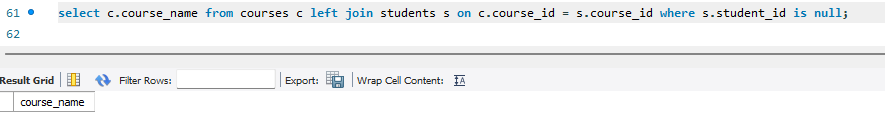 61 select c.course_name from courses c left join students s on c.course_id = s.course_id where s.student_id is null;
62
Result Grid Filter Rows: Export: Wrap Cell Content: IA
course_name